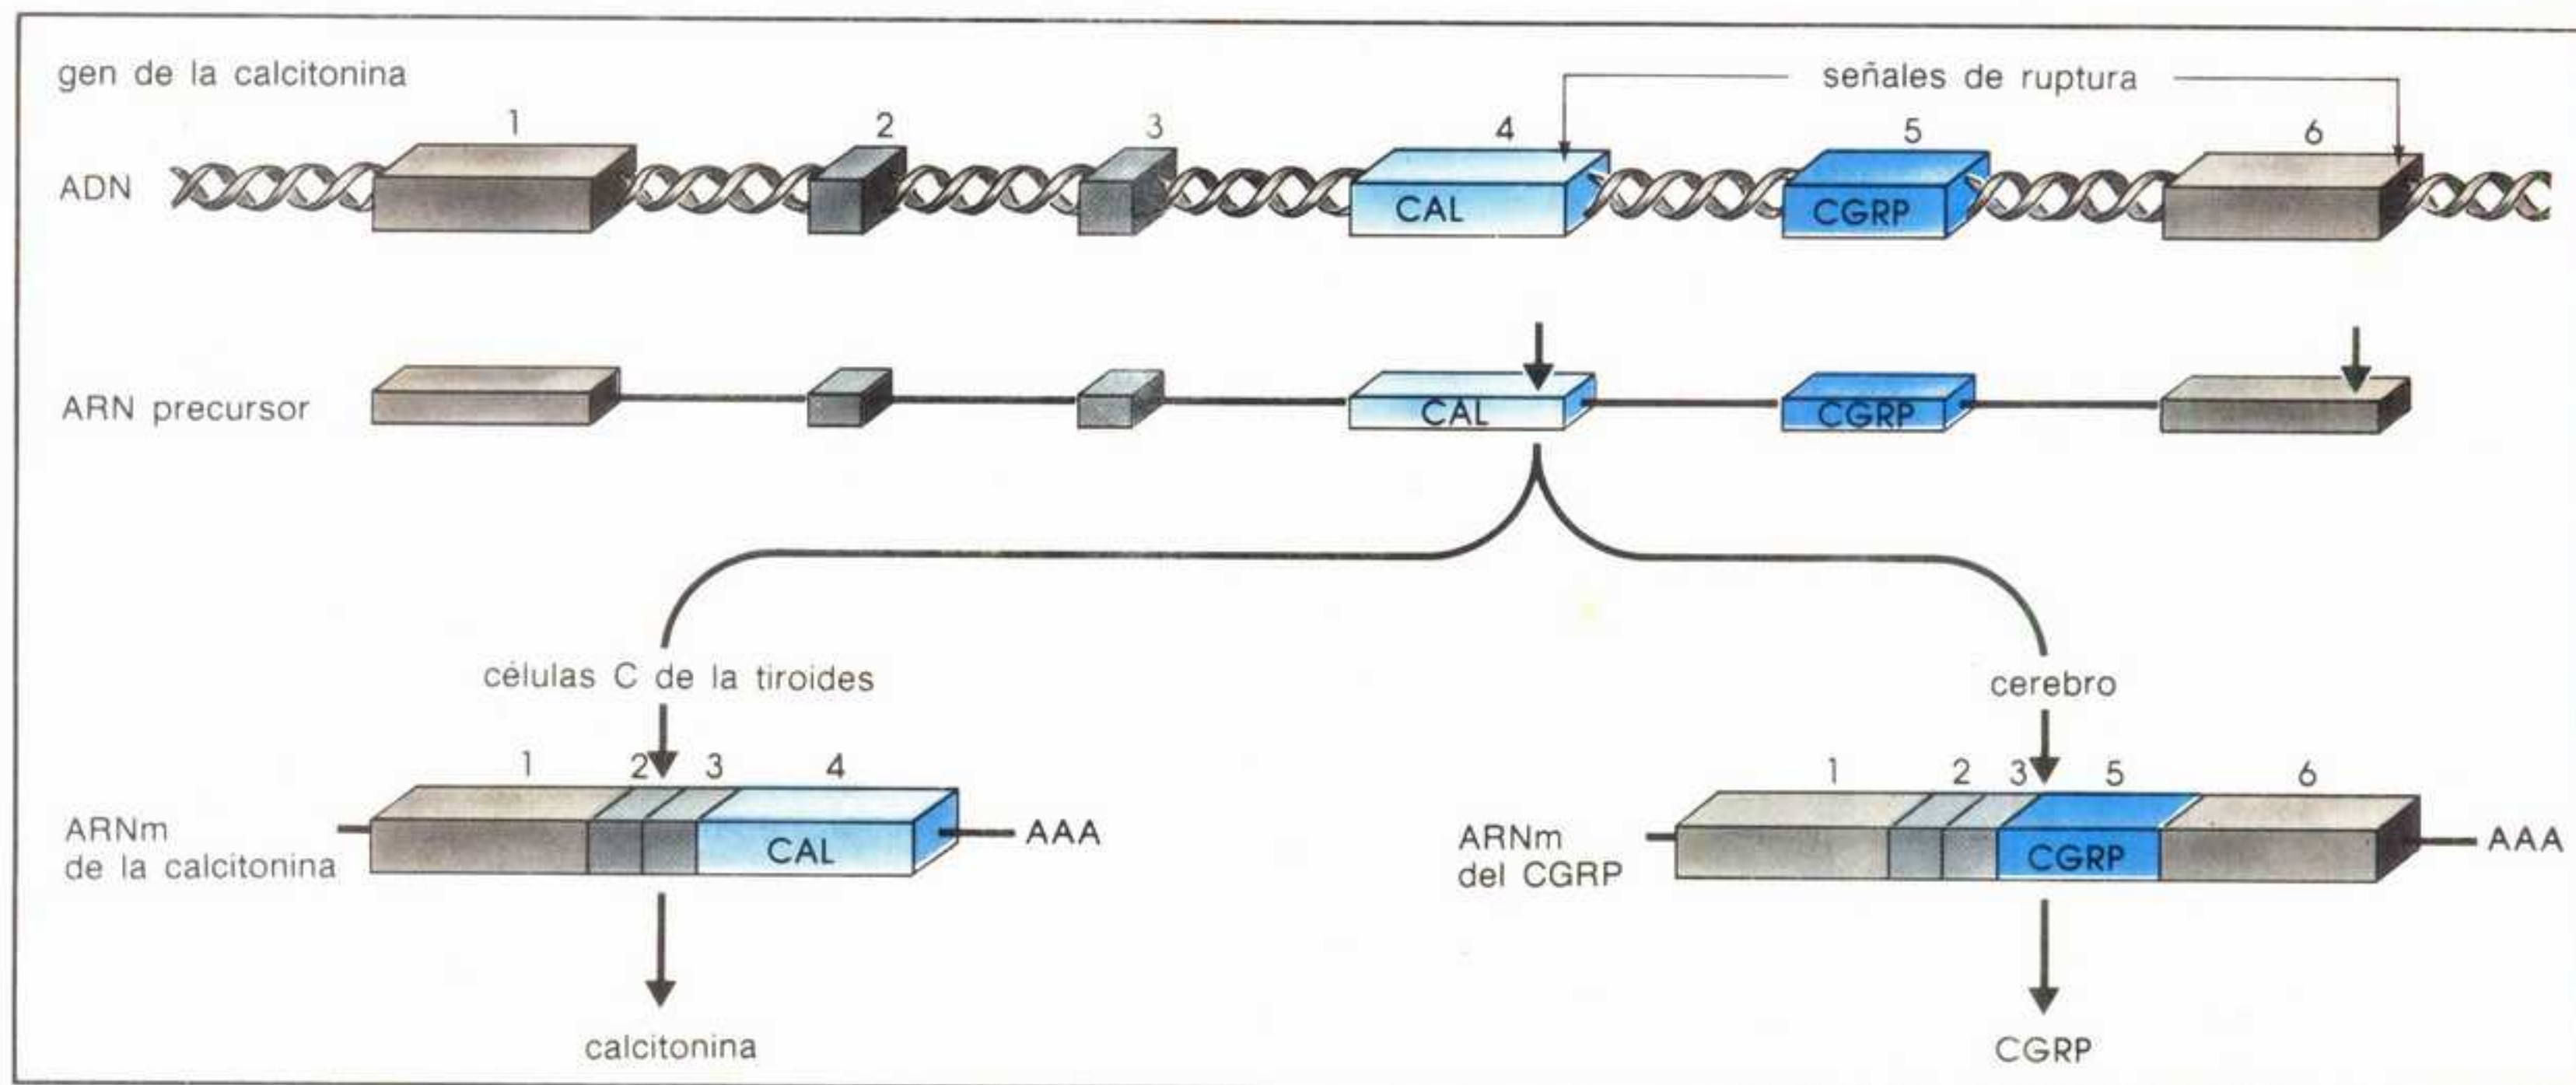 gen de la calcitonina
señales de ruptura
1 2 3 4 5 6
ADN
CAL CGRP
ARN precursor
CAL CGRP
células C de la tiroides
cerebro
1 2 3 4
1 2 3 5 6
ARNm
de la calcitonina
CAL
AAA
ARNm
del CGRP
CGRP
AAA
calcitonina
CGRP